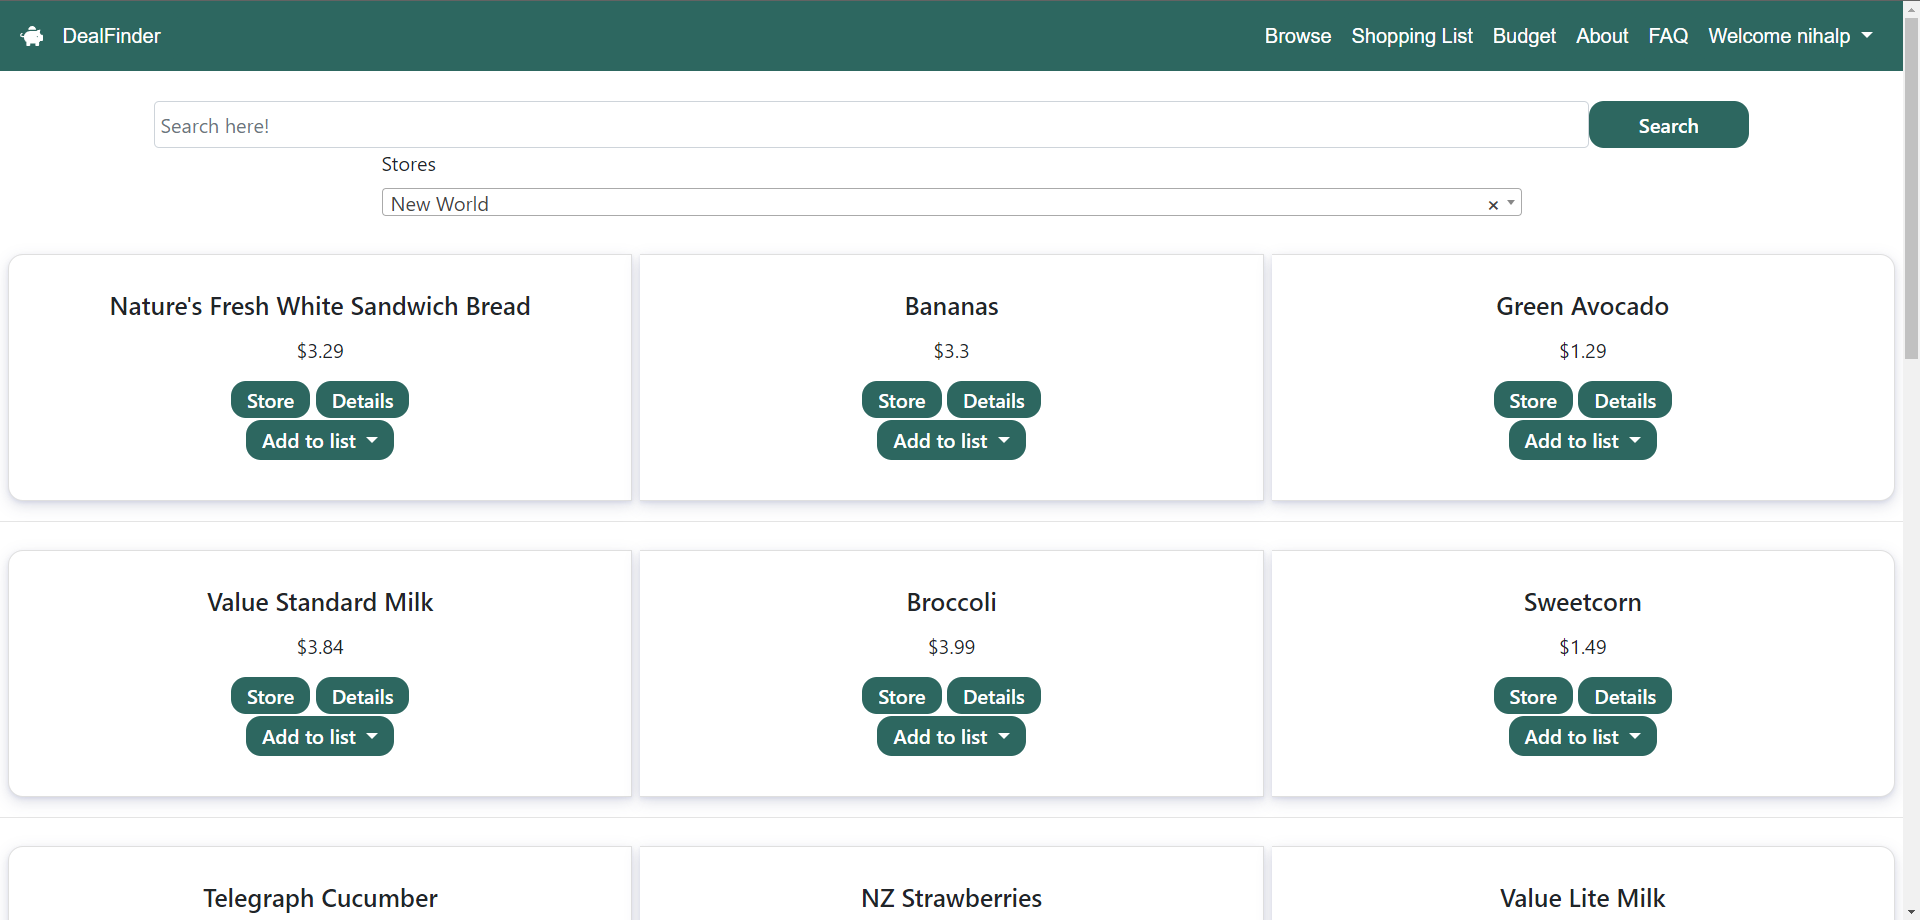 DealFinder
Browse Shopping List Budget About FAQ Welcome nihalp
Search here! Search
Stores
New World ×
Nature's Fresh White Sandwich Bread
$3.29
Store Details
Add to list
Bananas
$3.3
Store Details
Add to list
Green Avocado
$1.29
Store Details
Add to list
Value Standard Milk
$3.84
Store Details
Add to list
Broccoli
$3.99
Store Details
Add to list
Sweetcorn
$1.49
Store Details
Add to list
Telegraph Cucumber
NZ Strawberries
Value Lite Milk